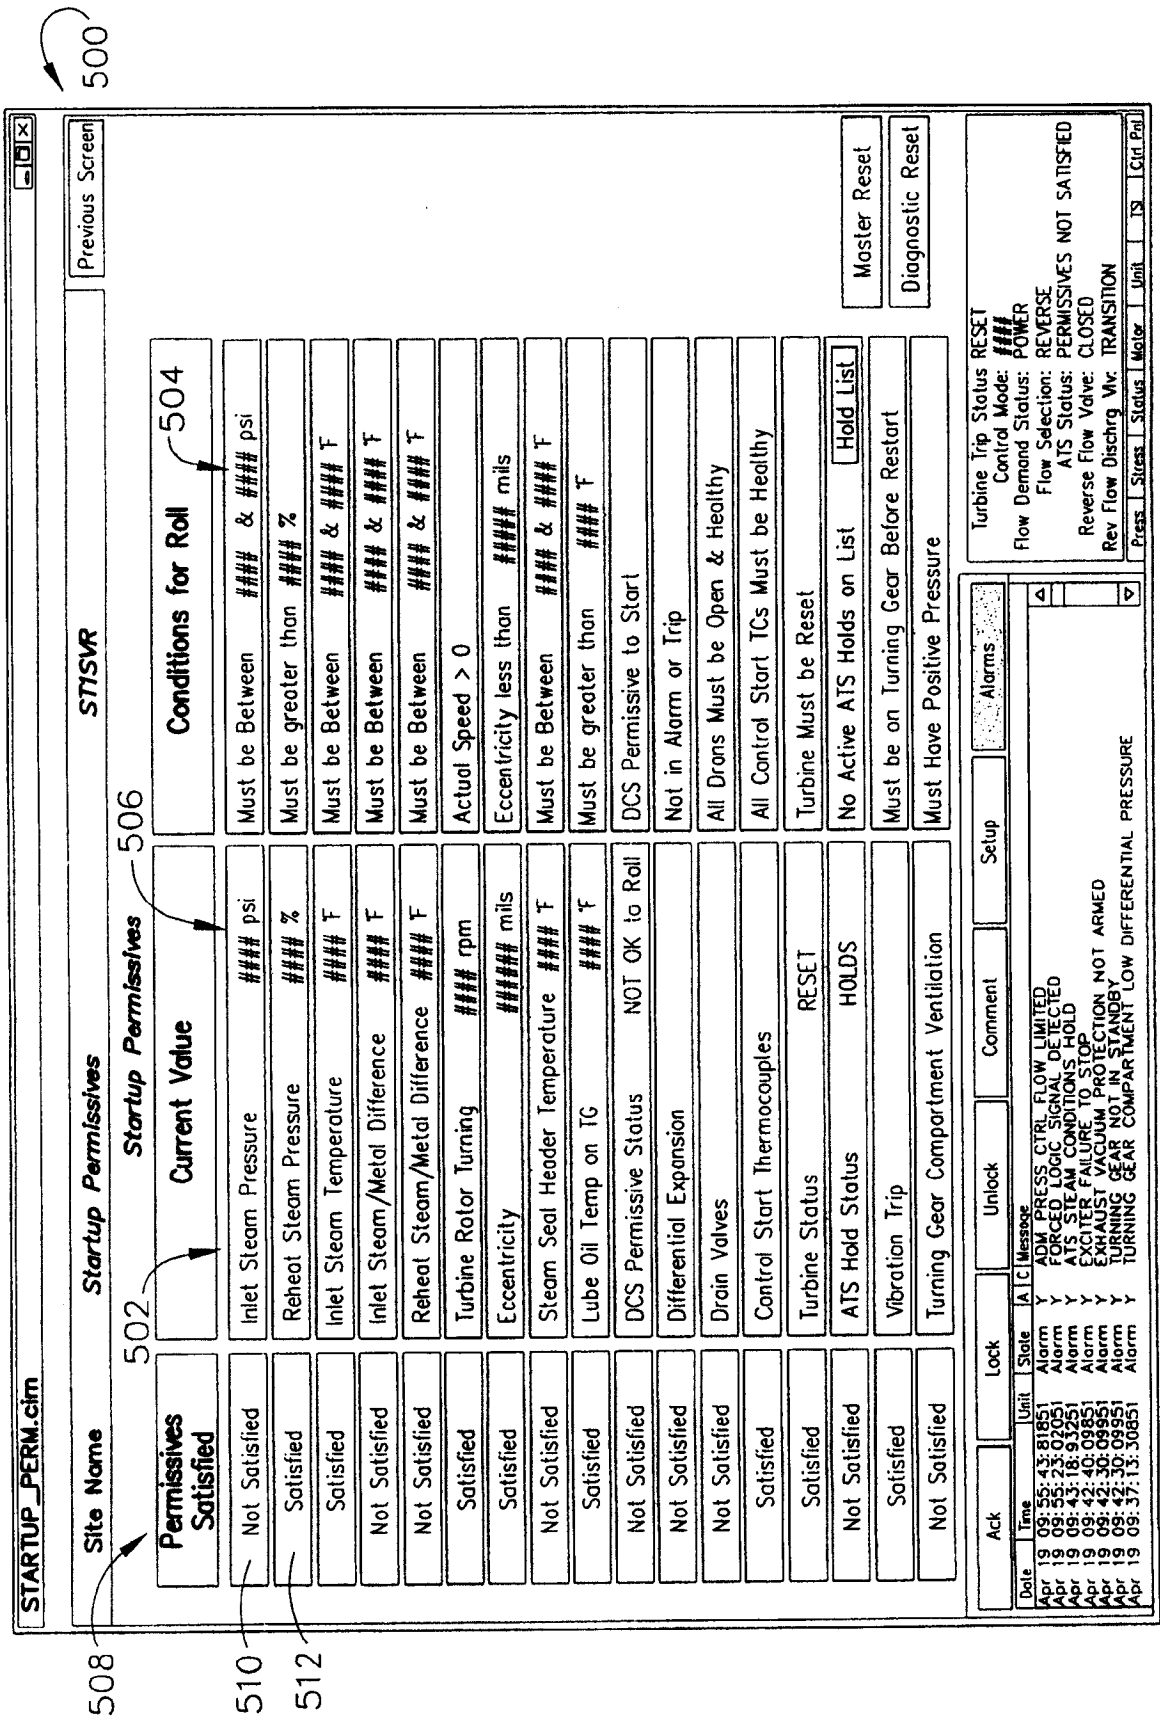 500
STARTUP_PERM.cim
Site Name Startup Permissives ST1SVR Previous Screen
508 502 Startup Permissives 506
Permissives Satisfied Current Value Conditions for Roll 504
510 Not Satisfied Inlet Steam Pressure #### psi Must be Between #### & #### psi
512 Satisfied Reheat Steam Pressure #### % Must be greater than #### %
Satisfied Inlet Steam Temperature #### °F Must be Between #### & #### °F
Not Satisfied Inlet Steam/Metal Difference #### °F Must be Between #### & #### °F
Not Satisfied Reheat Steam/Metal Difference #### °F Must be Between #### & #### °F
Satisfied Turbine Rotor Turning #### rpm Actual Speed > 0
Satisfied Eccentricity ###### mils Eccentricity less than ##### mils
Not Satisfied Steam Seal Header Temperature #### °F Must be Between #### & #### °F
Satisfied Lube Oil Temp on TG #### °F Must be greater than #### °F
Not Satisfied DCS Permissive Status NOT OK to Roll DCS Permissive to Start
Not Satisfied Differential Expansion Not in Alarm or Trip
Not Satisfied Drain Valves All Drans Must be Open & Healthy
Satisfied Control Start Thermocouples All Control Start TCs Must be Healthy
Satisfied Turbine Status RESET Turbine Must be Reset
Not Satisfied ATS Hold Status HOLDS No Active ATS Holds on List Hold List
Satisfied Vibration Trip Must be on Turning Gear Before Restart
Not Satisfied Turning Gear Compartment Ventilation Must Have Positive Pressure
Master Reset
Diagnostic Reset
Ack Lock Unlock Comment Setup Alarms
Date Time Unit State A C Message
Apr 19 09:55:43:81851 Alarm Y ADM PRESS CTRL FLOW LIMITED
Apr 19 09:55:23:02051 Alarm Y FORCED LOGIC SIGNAL DETECTED
Apr 19 09:43:18:93251 Alarm Y ATS STEAM CONDITIONS HOLD
Apr 19 09:42:40:09851 Alarm Y EXCITER FAILURE TO STOP
Apr 19 09:42:30:09951 Alarm Y EXHAUST VACUUM PROTECTION NOT ARMED
Apr 19 09:42:30:09951 Alarm Y TURNING GEAR NOT IN STANDBY
Apr 19 09:37:13:30851 Alarm Y TURNING GEAR COMPARTMENT LOW DIFFERENTIAL PRESSURE
Turbine Trip Status RESET
Control Mode: ####
Flow Demand Status: POWER
Flow Selection: REVERSE
ATS Status: PERMISSIVES NOT SATISFIED
Reverse Flow Valve: CLOSED
Rev Flow Dischrg Vlv: TRANSITION
Press Stress Status Motor Unit TSI Ctrl Pnl